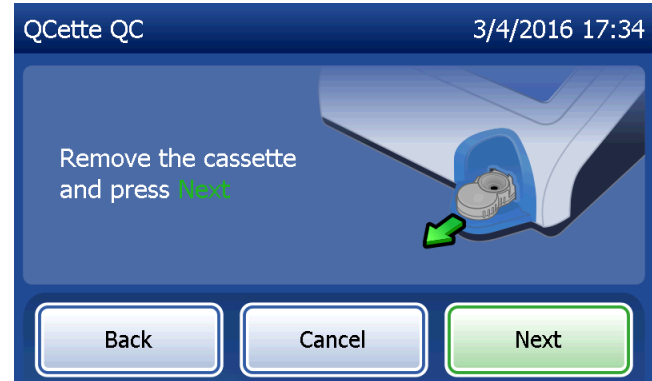 QCette QC 3/4/2016 17:34
Remove the cassette
and press Next
Back Cancel Next